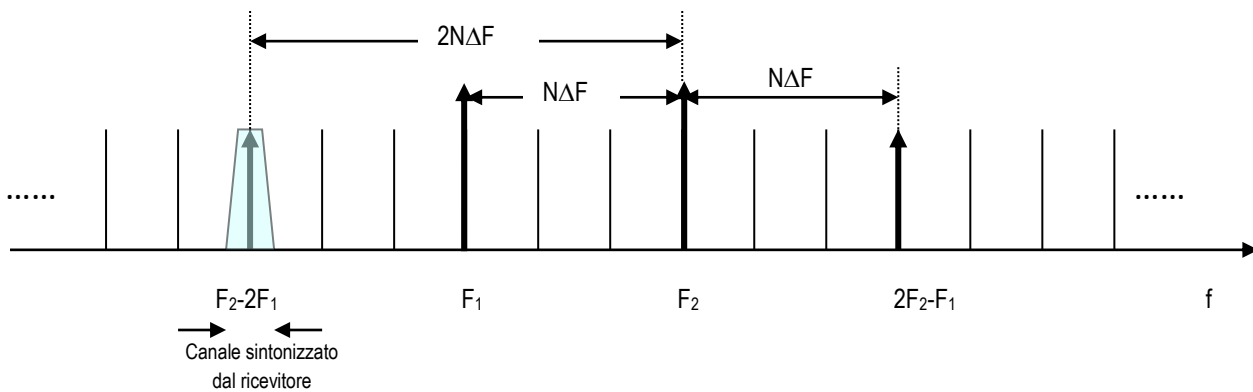 2NΔF
NΔF
NΔF
......
......
F₂-2F₁
F₁
F₂
2F₂-F₁
f
Canale sintonizzato
dal ricevitore